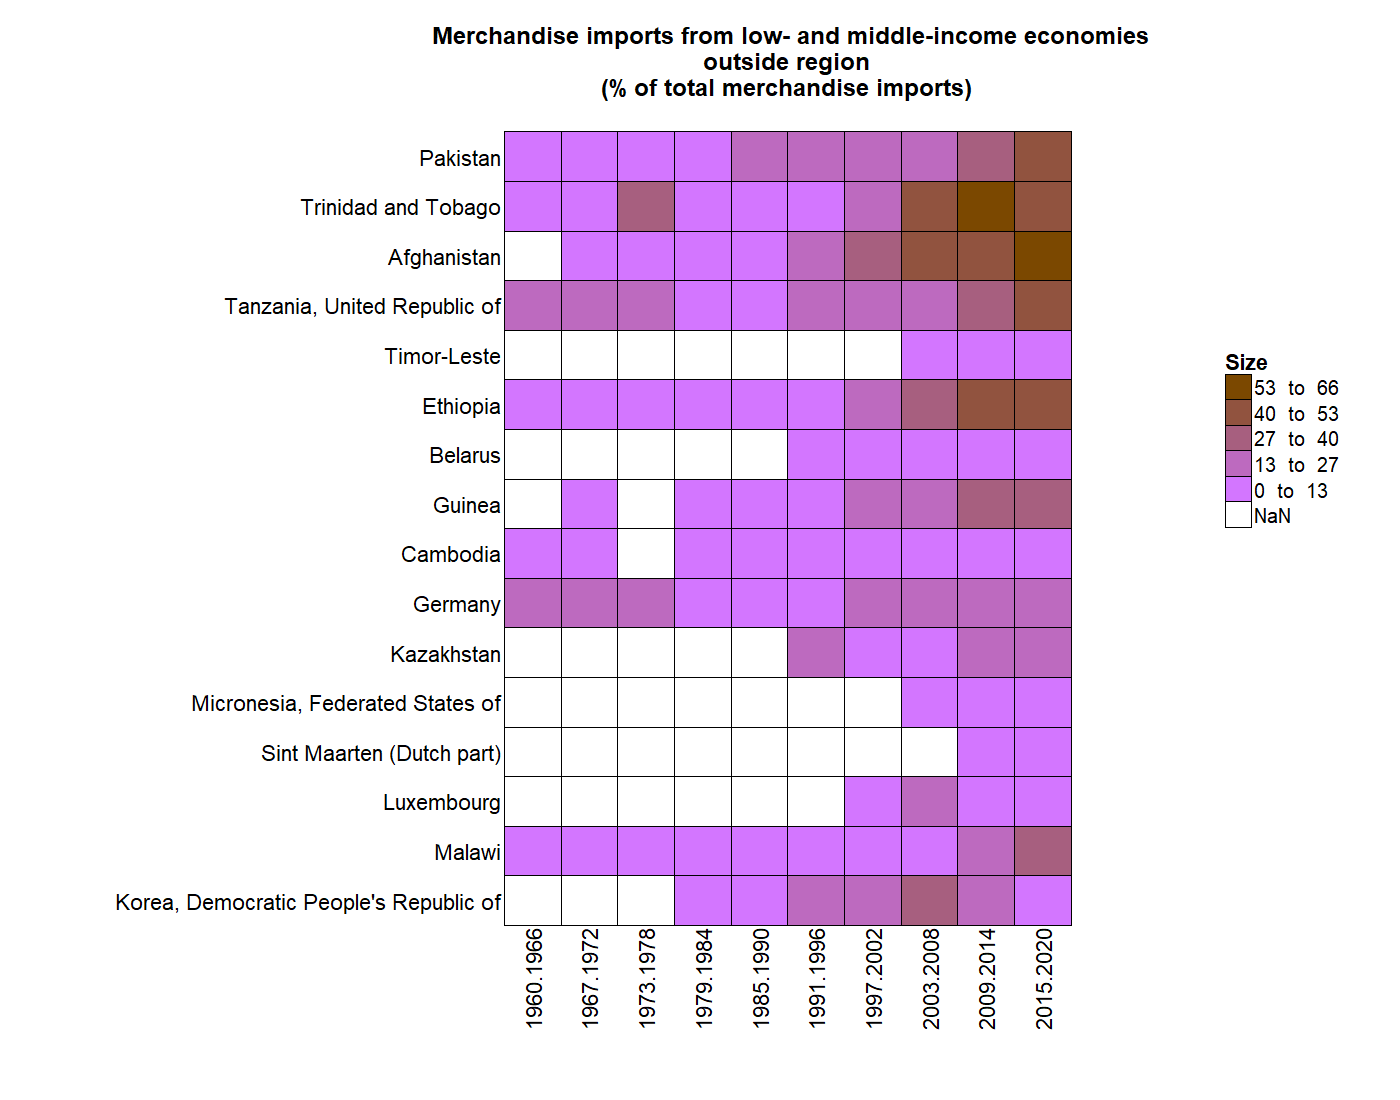 Merchandise imports from low- and middle-income economies
outside region
(% of total merchandise imports)
Pakistan
Trinidad and Tobago
Afghanistan
Tanzania, United Republic of
Timor-Leste
Ethiopia
Belarus
Guinea
Cambodia
Germany
Kazakhstan
Micronesia, Federated States of
Sint Maarten (Dutch part)
Luxembourg
Malawi
Korea, Democratic People's Republic of
1960.1966
1967.1972
1973.1978
1979.1984
1985.1990
1991.1996
1997.2002
2003.2008
2009.2014
2015.2020
Size
53 to 66
40 to 53
27 to 40
13 to 27
0 to 13
NaN